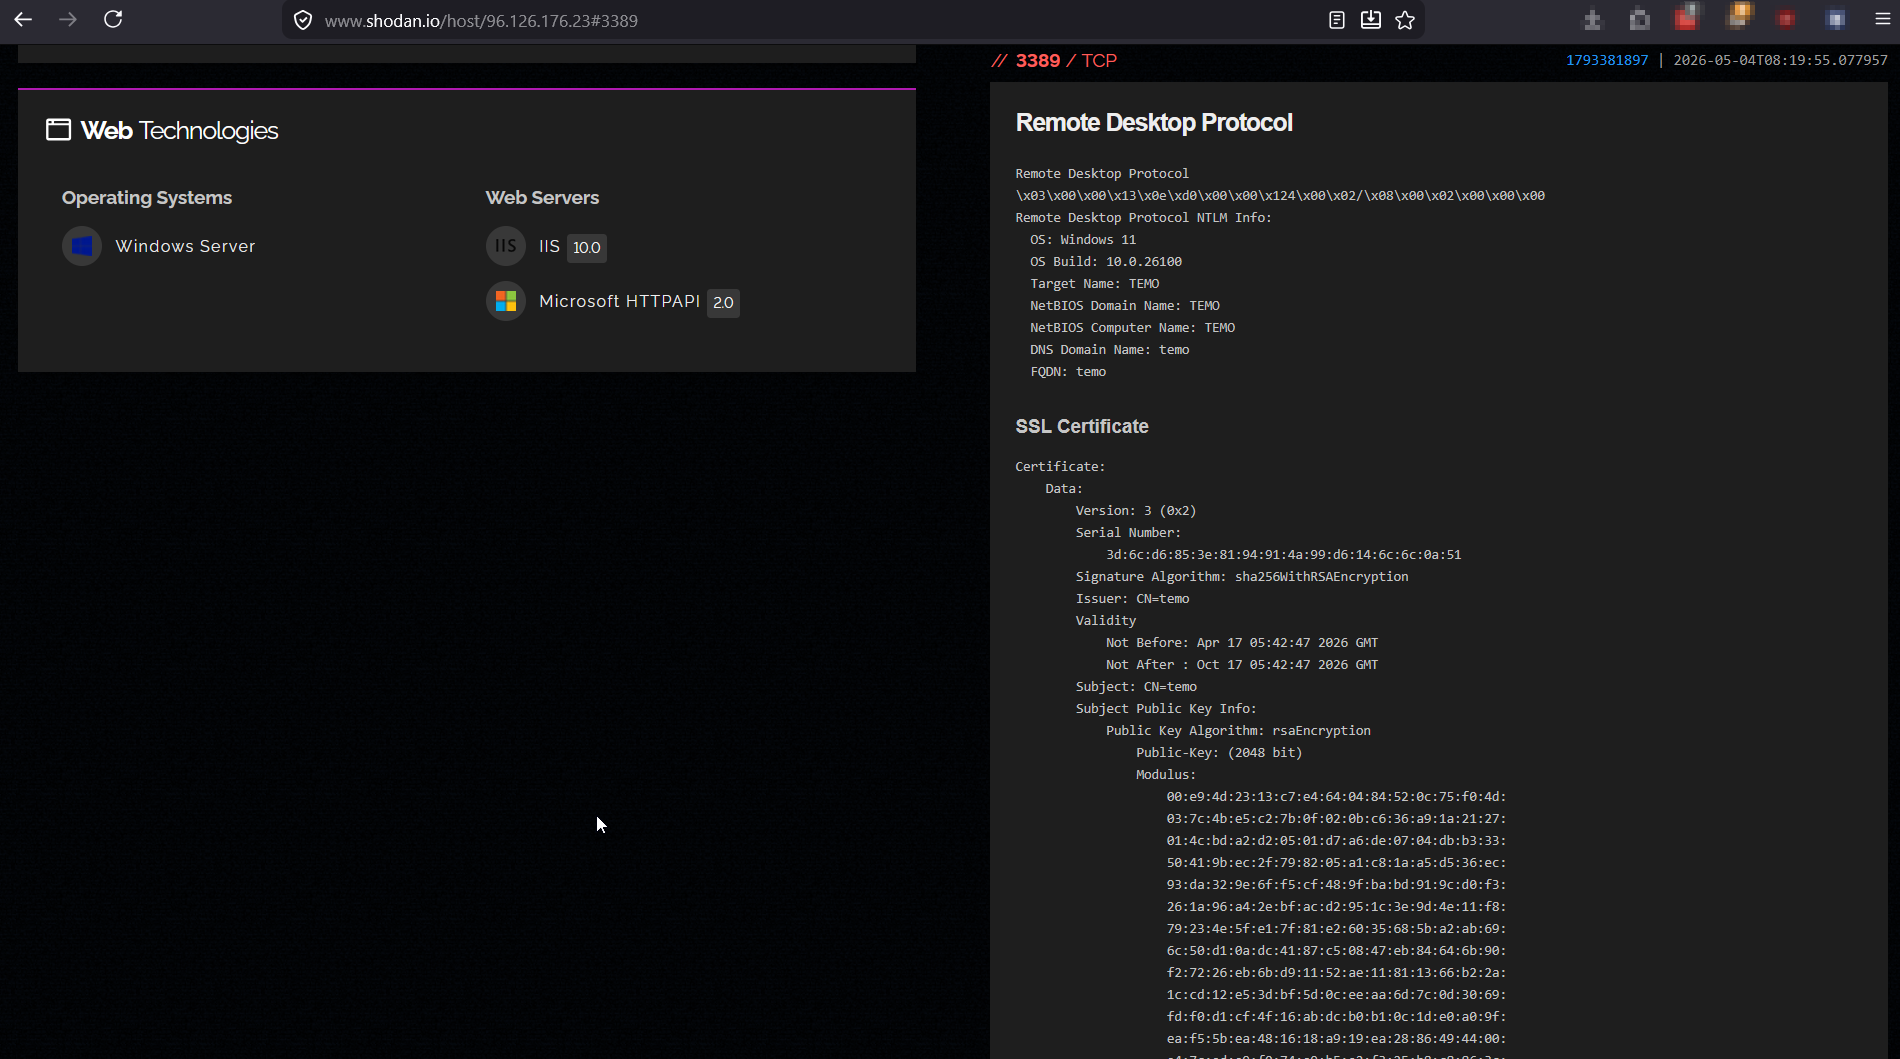 www.shodan.io/host/96.126.176.23#3389
Web Technologies
Operating Systems
Windows Server
Web Servers
IIS
IIS 10.0
Microsoft HTTPAPI 2.0
// 3389 / TCP
1793381897 | 2026-05-04T08:19:55.077957
Remote Desktop Protocol
Remote Desktop Protocol
\x03\x00\x00\x13\x0e\xd0\x00\x00\x124\x00\x02/\x08\x00\x02\x00\x00\x00
Remote Desktop Protocol NTLM Info:
OS: Windows 11
OS Build: 10.0.26100
Target Name: TEMO
NetBIOS Domain Name: TEMO
NetBIOS Computer Name: TEMO
DNS Domain Name: temo
FQDN: temo
SSL Certificate
Certificate:
Data:
Version: 3 (0x2)
Serial Number:
3d:6c:d6:85:3e:81:94:91:4a:99:d6:14:6c:6c:0a:51
Signature Algorithm: sha256WithRSAEncryption
Issuer: CN=temo
Validity
Not Before: Apr 17 05:42:47 2026 GMT
Not After : Oct 17 05:42:47 2026 GMT
Subject: CN=temo
Subject Public Key Info:
Public Key Algorithm: rsaEncryption
Public-Key: (2048 bit)
Modulus:
00:e9:4d:23:13:c7:e4:64:04:84:52:0c:75:f0:4d:
03:7c:4b:e5:c2:7b:0f:02:0b:c6:36:a9:1a:21:27:
01:4c:bd:a2:d2:05:01:d7:a6:de:07:04:db:b3:33:
50:41:9b:ec:2f:79:82:05:a1:c8:1a:a5:d5:36:ec:
93:da:32:9e:6f:f5:cf:48:9f:ba:bd:91:9c:d0:f3:
26:1a:96:a4:2e:bf:ac:d2:95:1c:3e:9d:4e:11:f8:
79:23:4e:5f:e1:7f:81:e2:60:35:68:5b:a2:ab:69:
6c:50:d1:0a:dc:41:87:c5:08:47:eb:84:64:6b:90:
f2:72:26:eb:6b:d9:11:52:ae:11:81:13:66:b2:2a:
1c:cd:12:e5:3d:bf:5d:0c:ee:aa:6d:7c:0d:30:69:
fd:f0:d1:cf:4f:16:ab:dc:b0:b1:0c:1d:e0:a0:9f:
ea:f5:5b:ea:48:16:18:a9:19:ea:28:86:49:44:00: